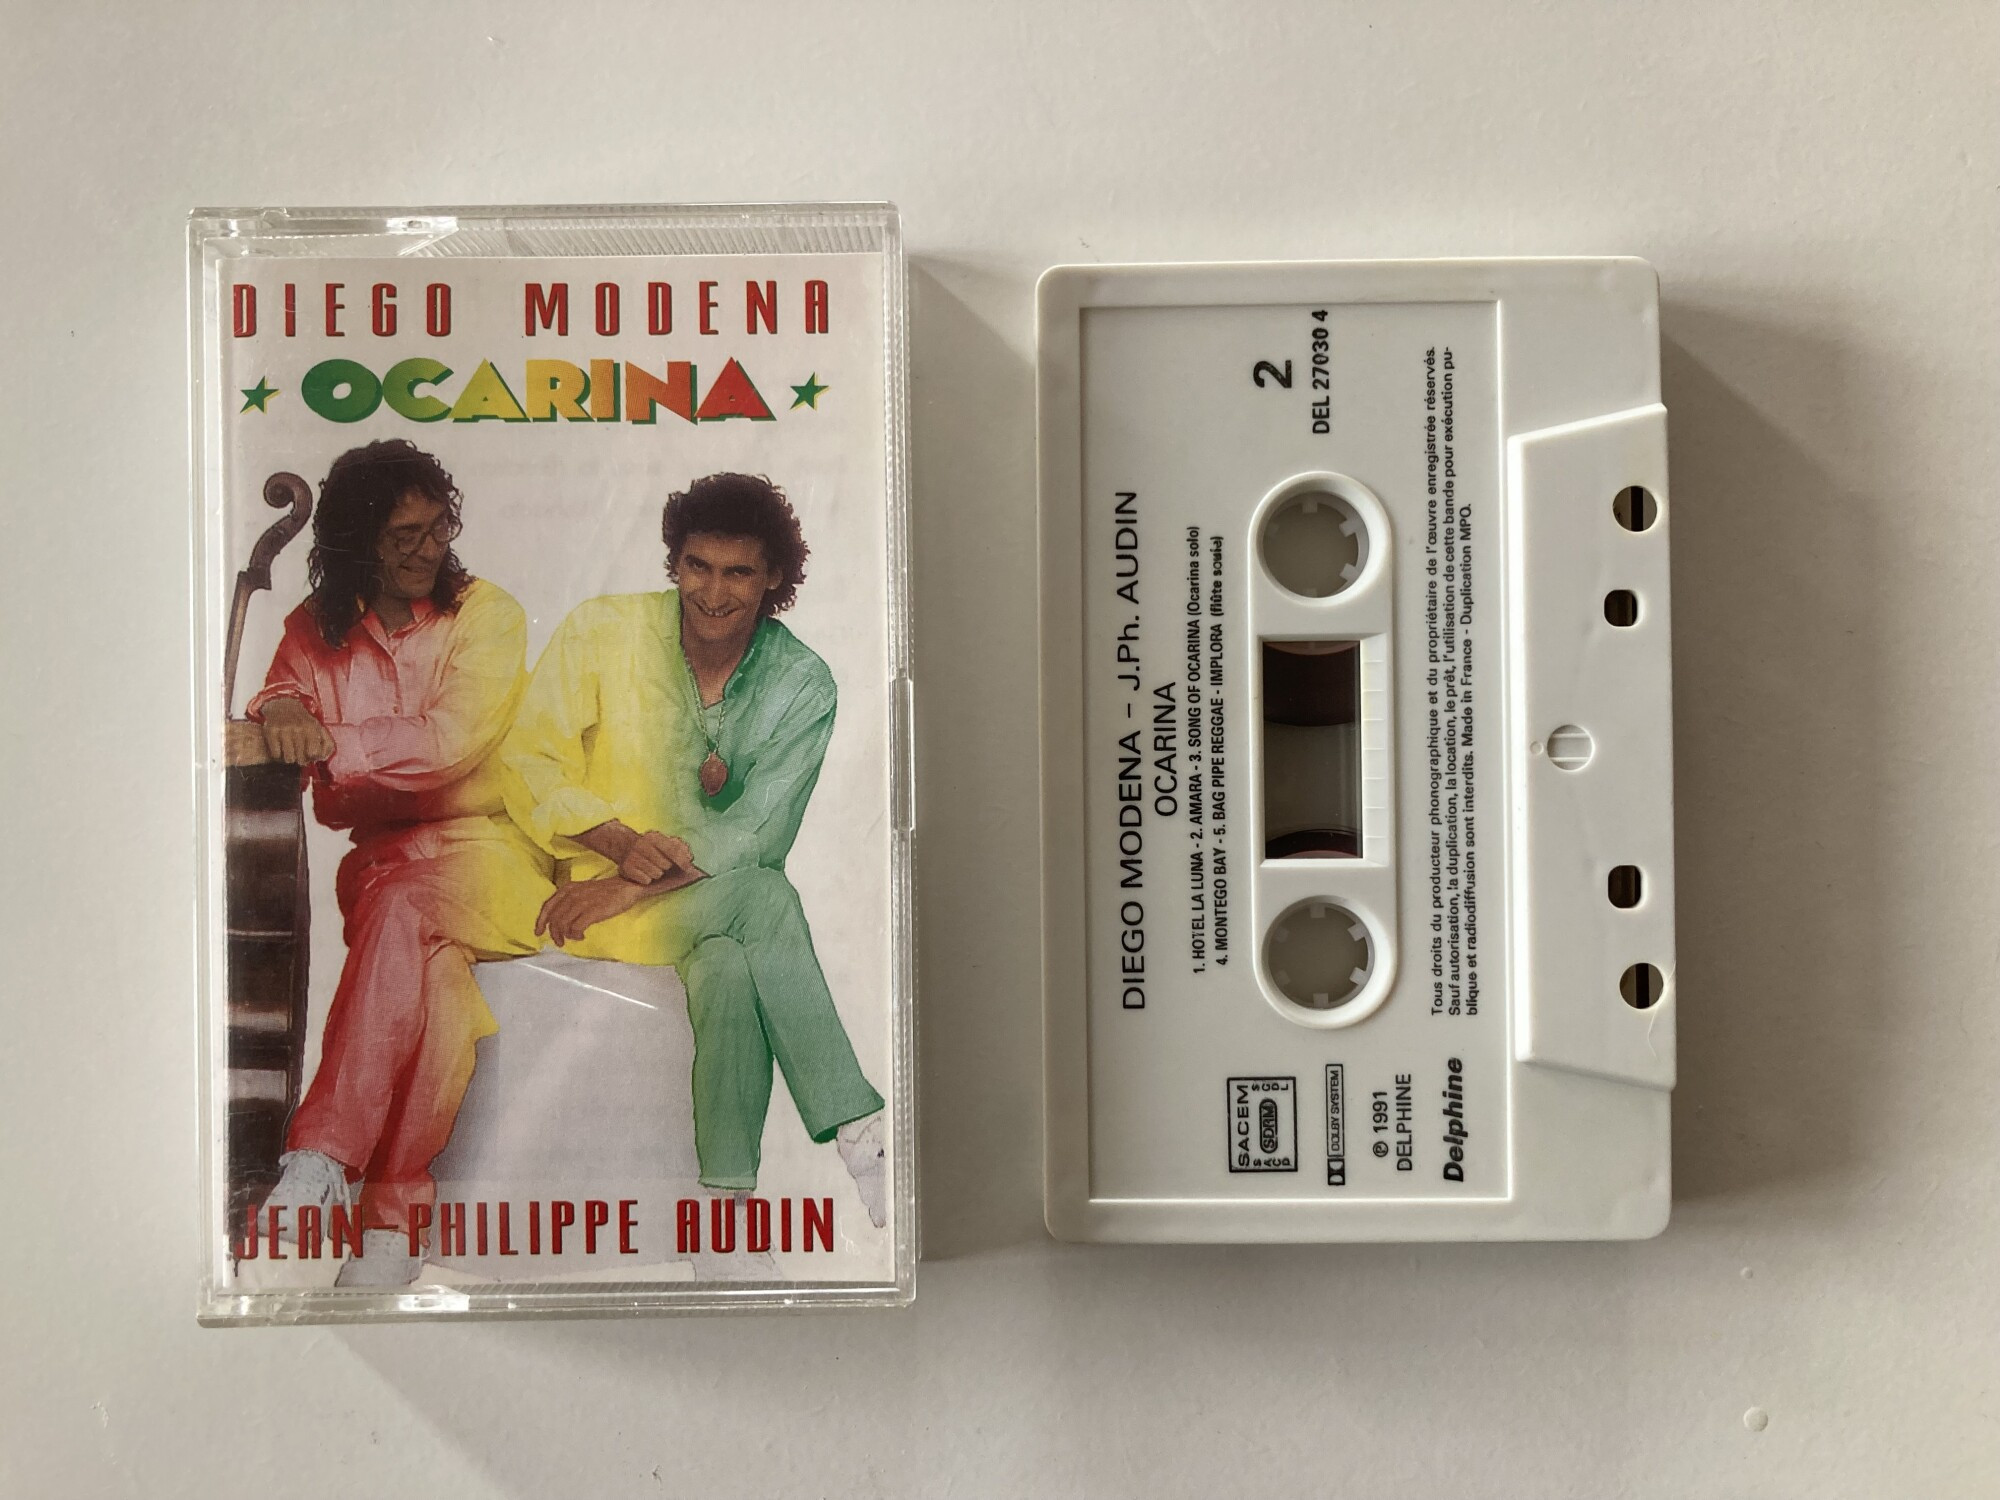 DIEGO MODENA
OCARINA
JEAN-PHILIPPE AUDIN
DIEGO MODENA – J.Ph. AUDIN
OCARINA
1. HOTEL LA LUNA - 2. AMARA - 3. SONG OF OCARINA (Ocarina solo)
4. MONTEGO BAY - 5. BAG PIPE REGGAE - IMPLORA (flûte seule)
2
DEL 27030 4
SACEM
SACD
SDRM
SCDL
DOLBY SYSTEM
℗ 1991
DELPHINE
Delphine
Tous droits du producteur phonographique et du propriétaire de l'œuvre enregistrée réservés.
Sauf autorisation, la duplication, la location, le prêt, l'utilisation de cette bande pour exécution pu-
blique et radiodiffusion sont interdits. Made in France - Duplication MPO.